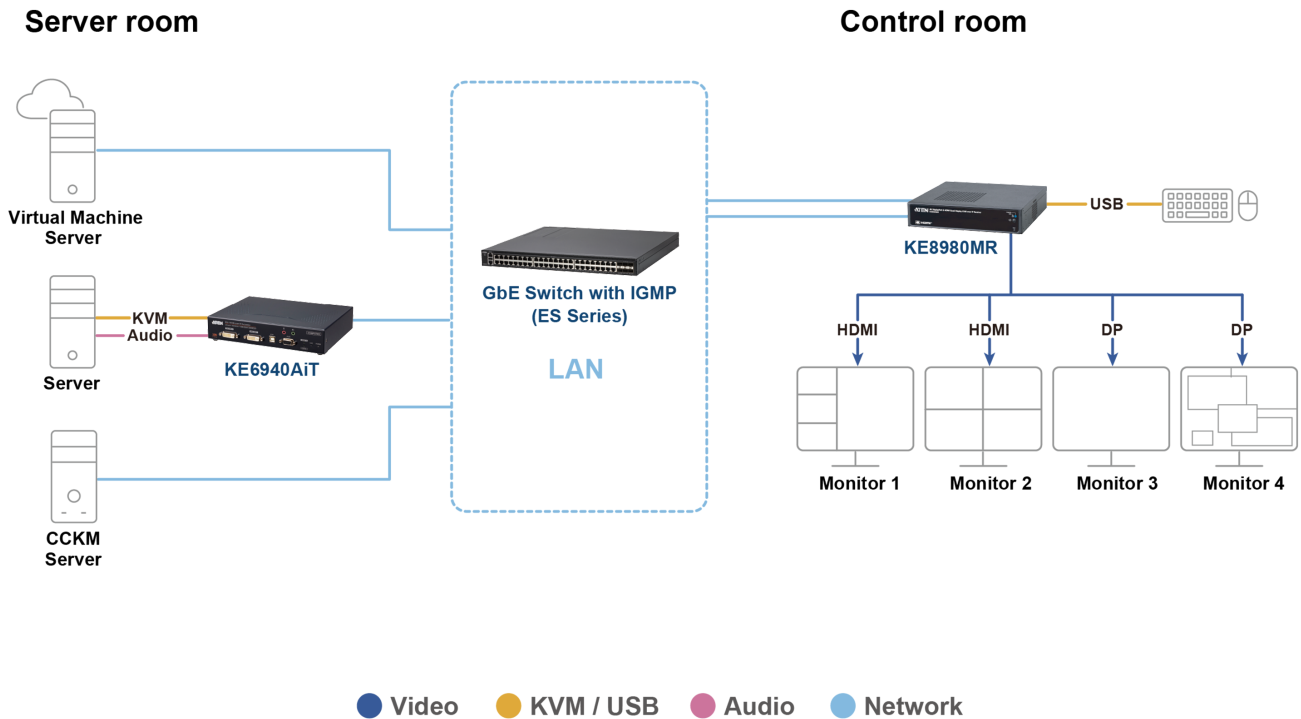 Server room
Control room
Virtual Machine
Server
KVM
Audio
Server
KE6940AiT
CCKM
Server
GbE Switch with IGMP
(ES Series)
LAN
ATEN
KE8980MR
USB
HDMI
HDMI
DP
DP
Monitor 1
Monitor 2
Monitor 3
Monitor 4
Video
KVM / USB
Audio
Network